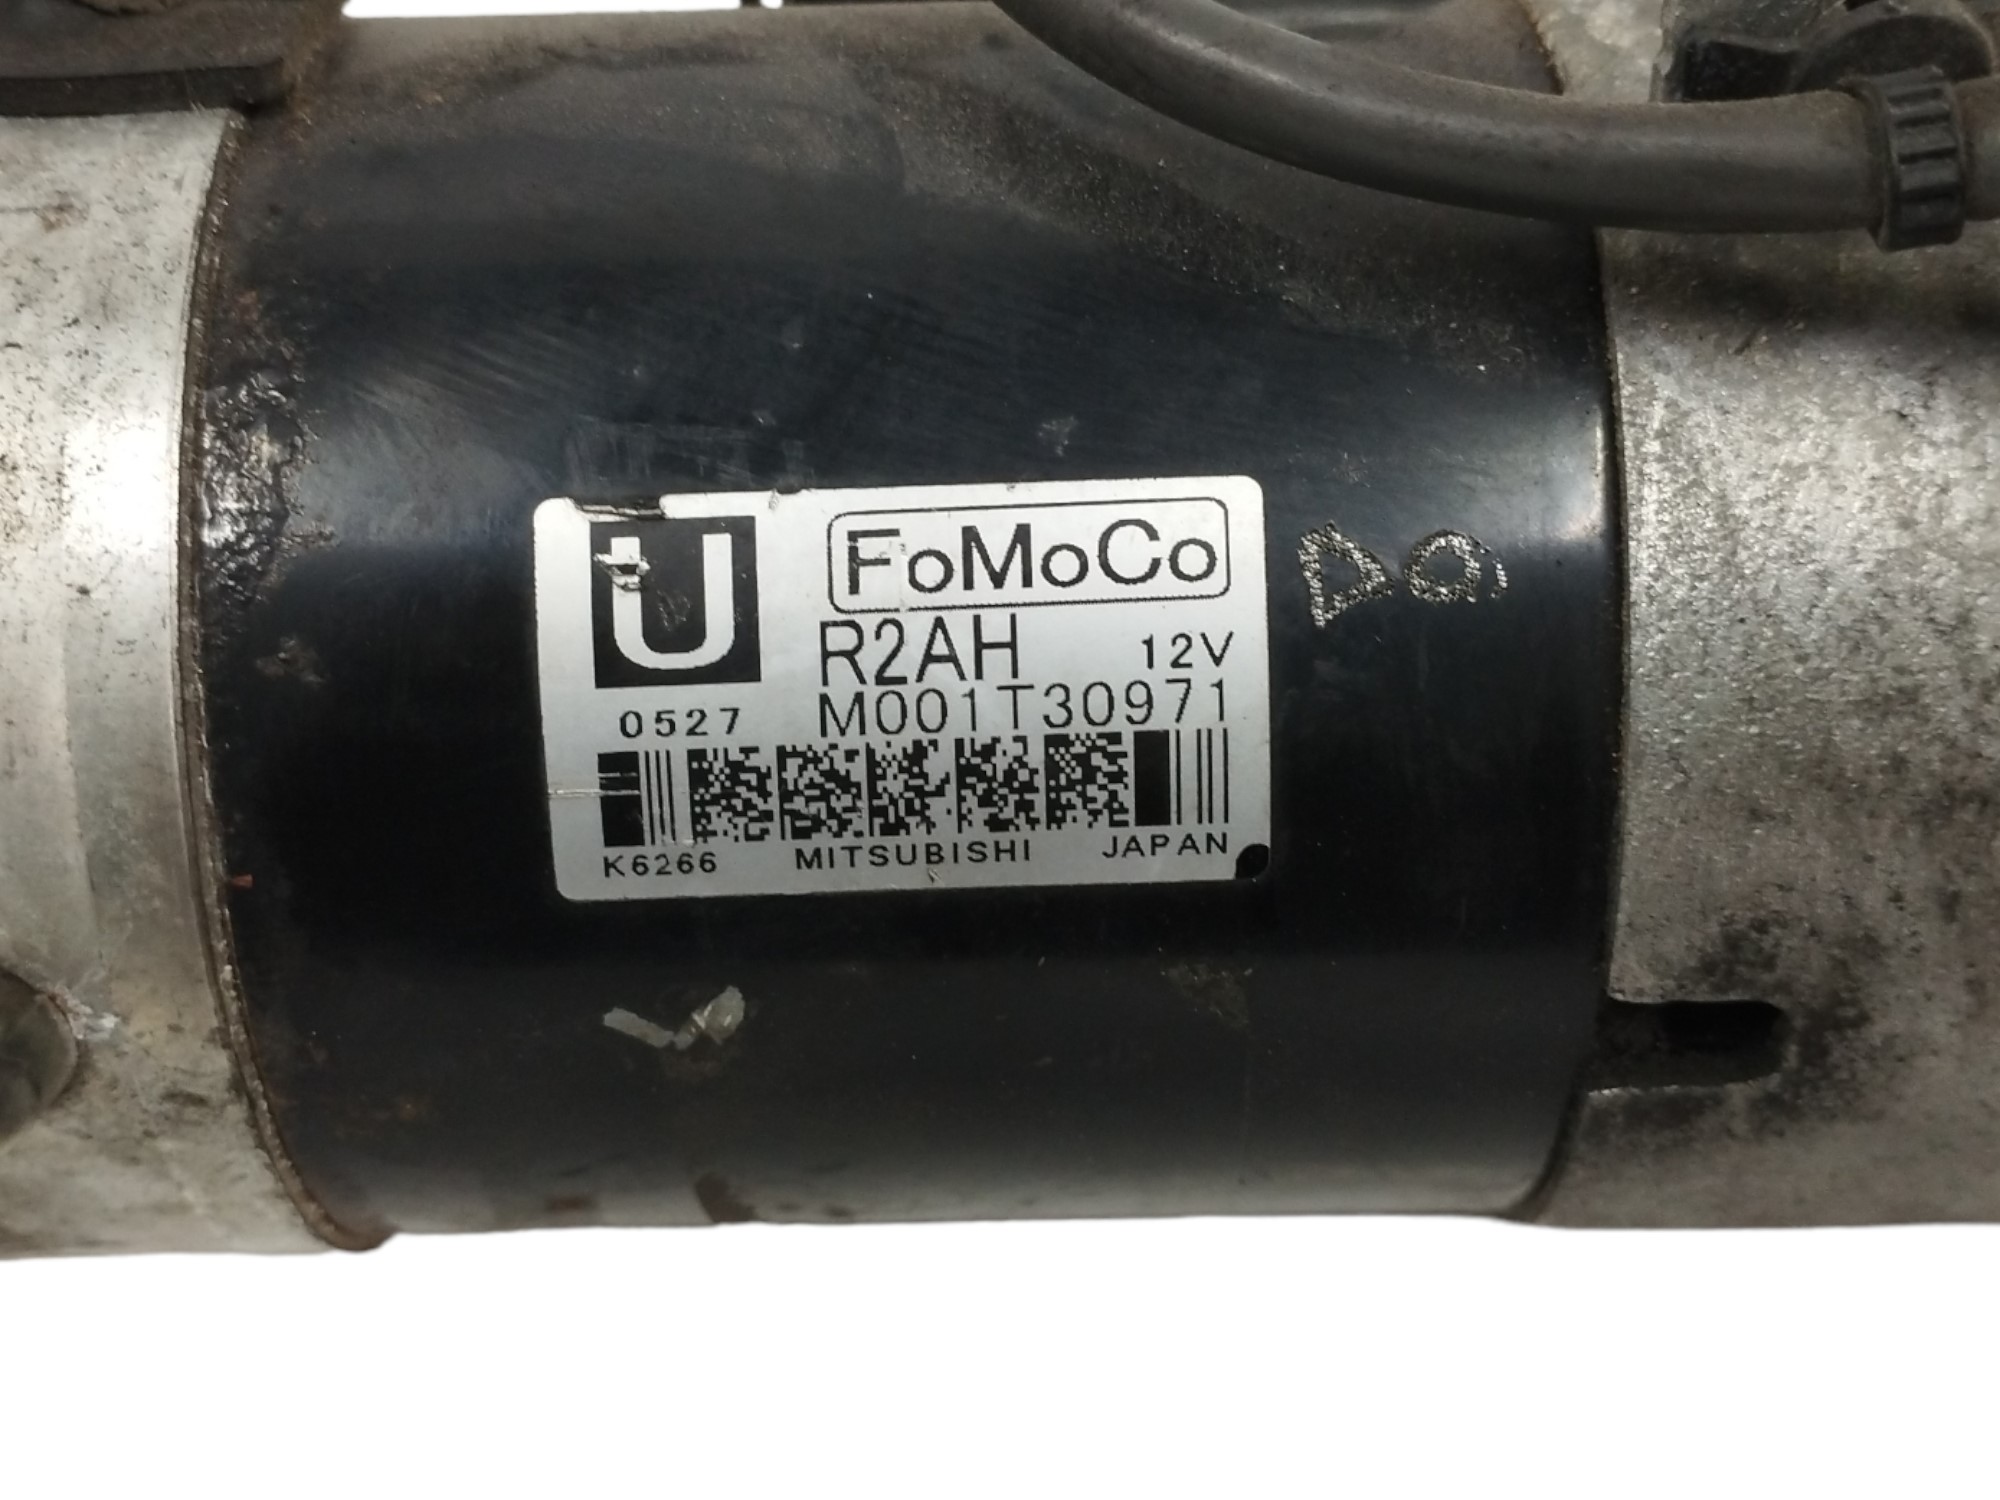 U
FoMoCo
R2AH 12V
0527 M001T30971
K6266 MITSUBISHI JAPAN